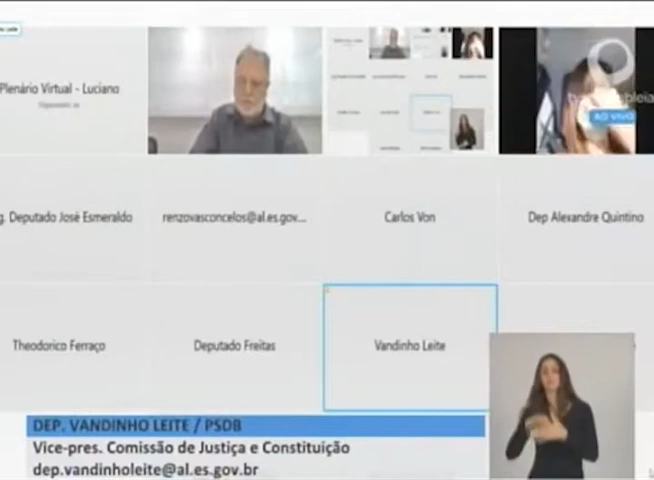 Plenário Virtual - Luciano
AO VIVO
Deputado José Esmeraldo
renzovasconcelos@al.es.gov...
Carlos Von
Dep Alexandre Quintino
Theodorico Ferraço
Deputado Freitas
Vandinho Leite
DEP. VANDINHO LEITE / PSDB
Vice-pres. Comissão de Justiça e Constituição
dep.vandinholeite@al.es.gov.br